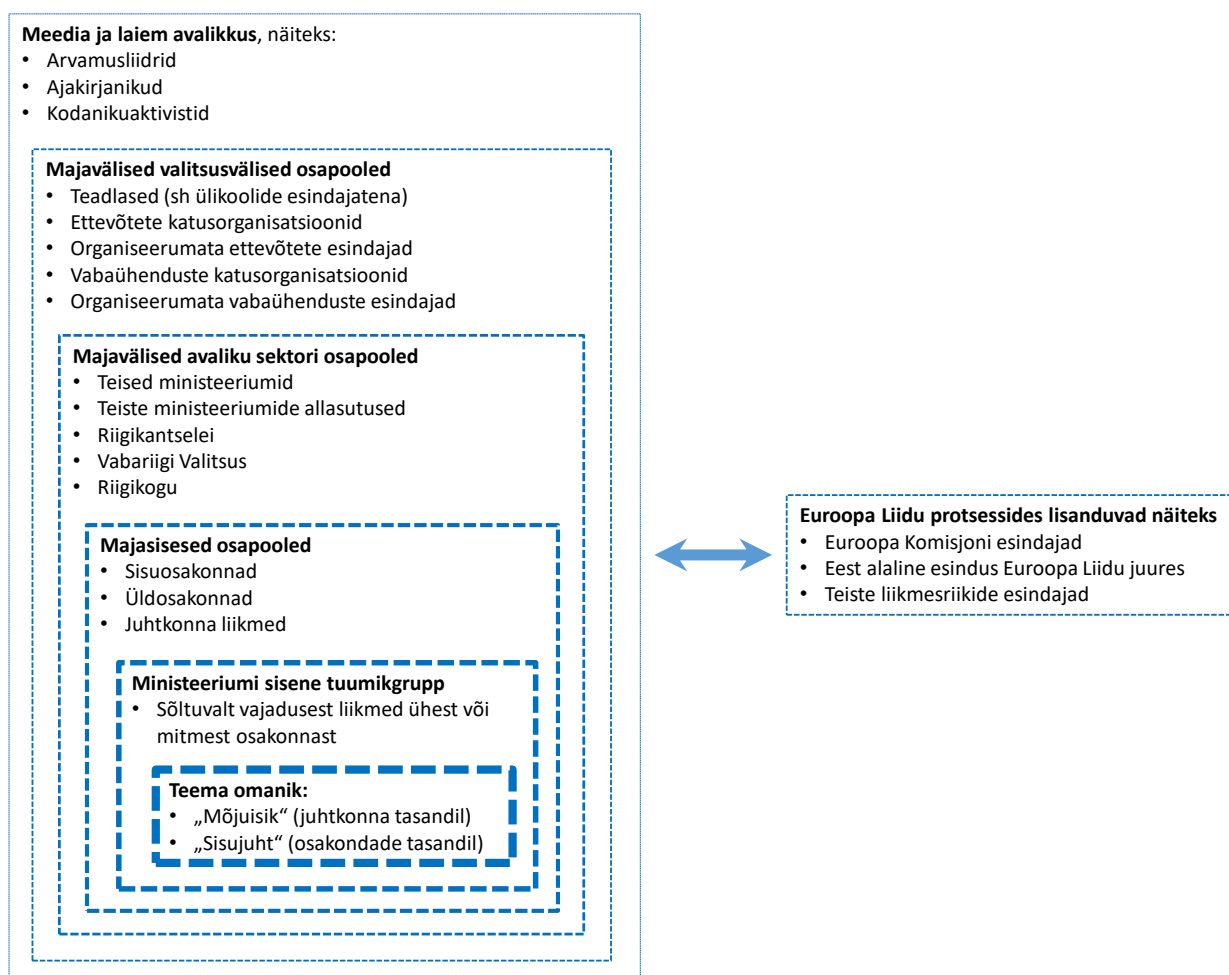 Meedia ja laiem avalikkus, näiteks:
• Arvamusliidrid
• Ajakirjanikud
• Kodanikuaktivistid
Majavälised valitsusvälised osapooled
• Teadlased (sh ülikoolide esindajatena)
• Ettevõtete katusorganisatsioonid
• Organiseerumata ettevõtete esindajad
• Vabaühenduste katusorganisatsioonid
• Organiseerumata vabaühenduste esindajad
Majavälised avaliku sektori osapooled
• Teised ministeeriumid
• Teiste ministeeriumide allasutused
• Riigikantselei
• Vabariigi Valitsus
• Riigikogu
Majasisesed osapooled
• Sisuosakonnad
• Üldosakonnad
• Juhtkonna liikmed
Ministeeriumi sisene tuumikgrupp
• Sõltuvalt vajadusest liikmed ühest või
mitmest osakonnast
Teema omanik:
• „Mõjuisik“ (juhtkonna tasandil)
• „Sisujuht“ (osakondade tasandil)
Euroopa Liidu protsessides lisanduvad näiteks
• Euroopa Komisjoni esindajad
• Eest alaline esindus Euroopa Liidu juures
• Teiste liikmesriikide esindajad